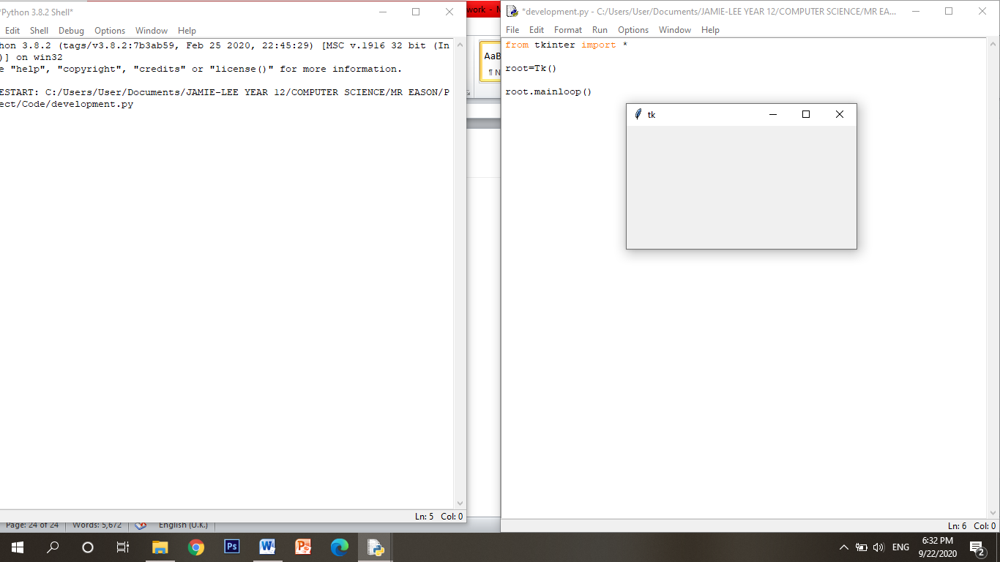 *Python 3.8.2 Shell*
Edit Shell Debug Options Window Help
hon 3.8.2 (tags/v3.8.2:7b3ab59, Feb 25 2020, 22:45:29) [MSC v.1916 32 bit (In
)] on win32
e "help", "copyright", "credits" or "license()" for more information.
ESTART: C:/Users/User/Documents/JAMIE-LEE YEAR 12/COMPUTER SCIENCE/MR EASON/P
ect/Code/development.py
Ln: 5 Col: 0
work - M
AaB
¶ N
Page: 24 of 24 Words: 5,672 English (U.K.)
*development.py - C:/Users/User/Documents/JAMIE-LEE YEAR 12/COMPUTER SCIENCE/MR EA...
File Edit Format Run Options Window Help
from tkinter import *
root=Tk()
root.mainloop()
tk
Ln: 6 Col: 0
Ps
W
P
ENG
6:32 PM
9/22/2020
2